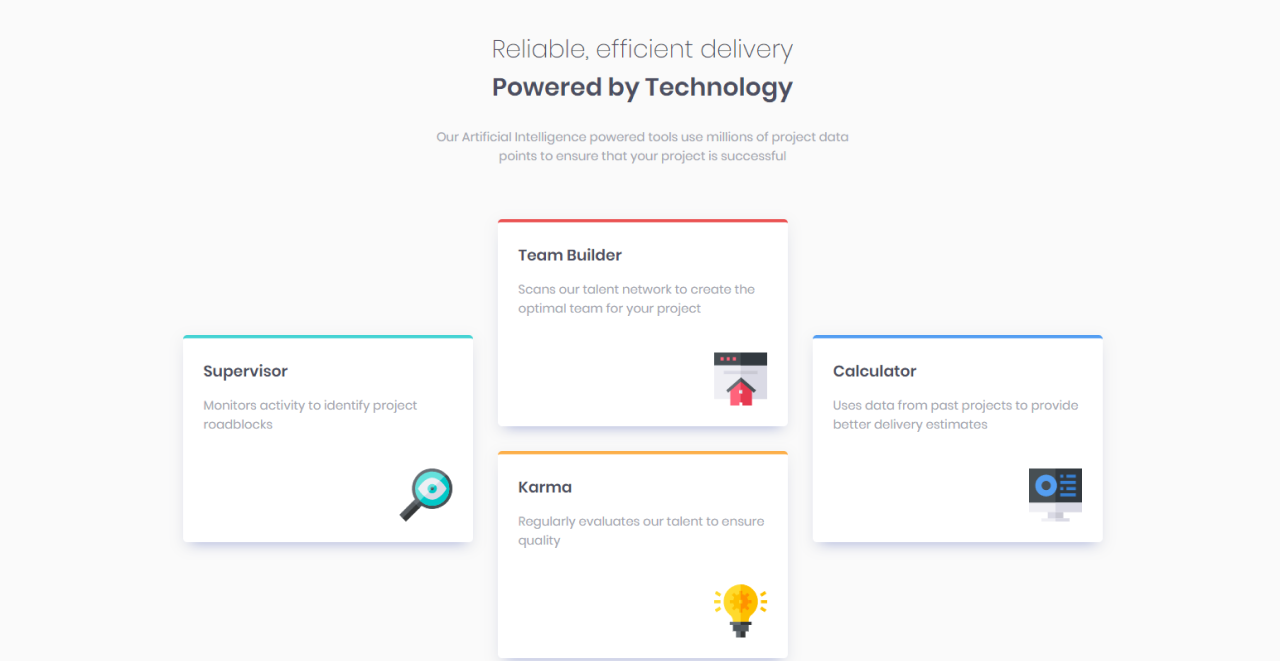 Reliable, efficient delivery
Powered by Technology
Our Artificial Intelligence powered tools use millions of project data
points to ensure that your project is successful
Team Builder
Scans our talent network to create the
optimal team for your project
Supervisor
Monitors activity to identify project
roadblocks
Calculator
Uses data from past projects to provide
better delivery estimates
Karma
Regularly evaluates our talent to ensure
quality